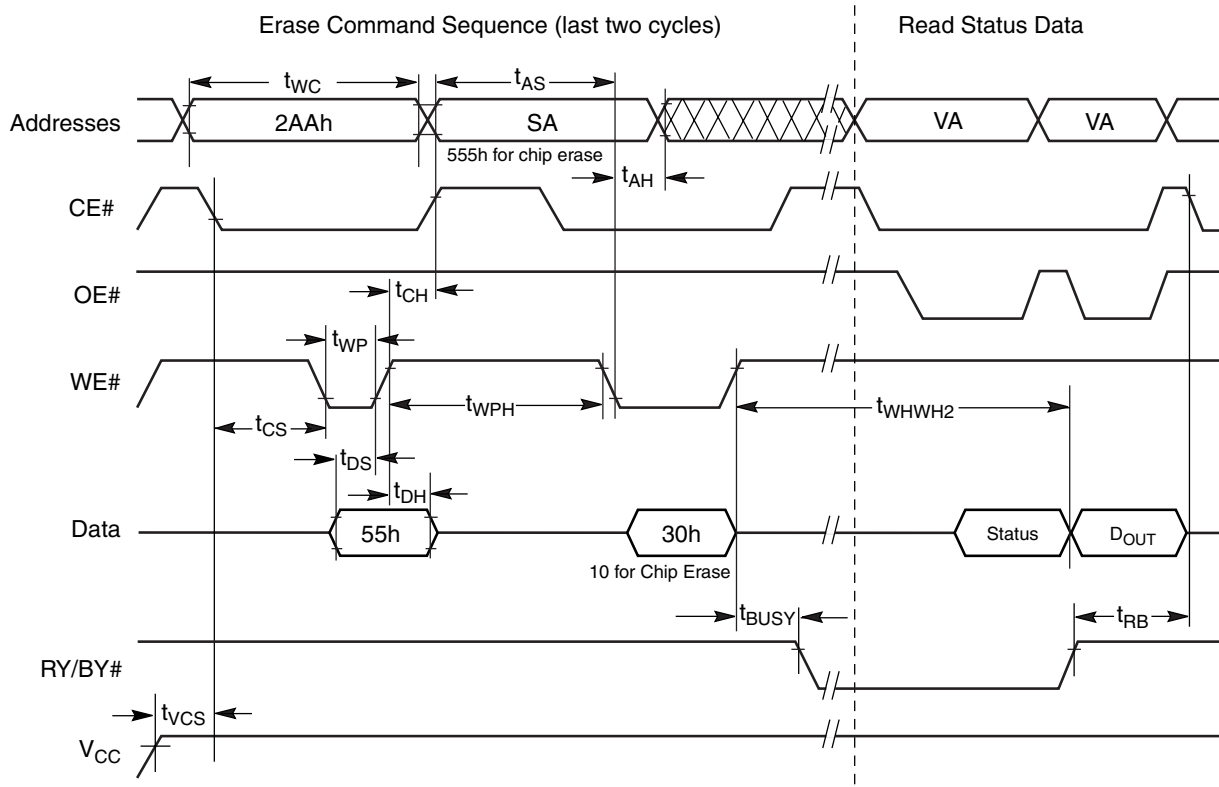 Erase Command Sequence (last two cycles)
Read Status Data
tWC
tAS
Addresses
2AAh
SA
VA
VA
555h for chip erase
tAH
CE#
OE#
tCH
tWP
WE#
tWPH
tWHWH2
tCS
tDS
tDH
Data
55h
30h
Status
DOUT
10 for Chip Erase
tBUSY
tRB
RY/BY#
tVCS
VCC